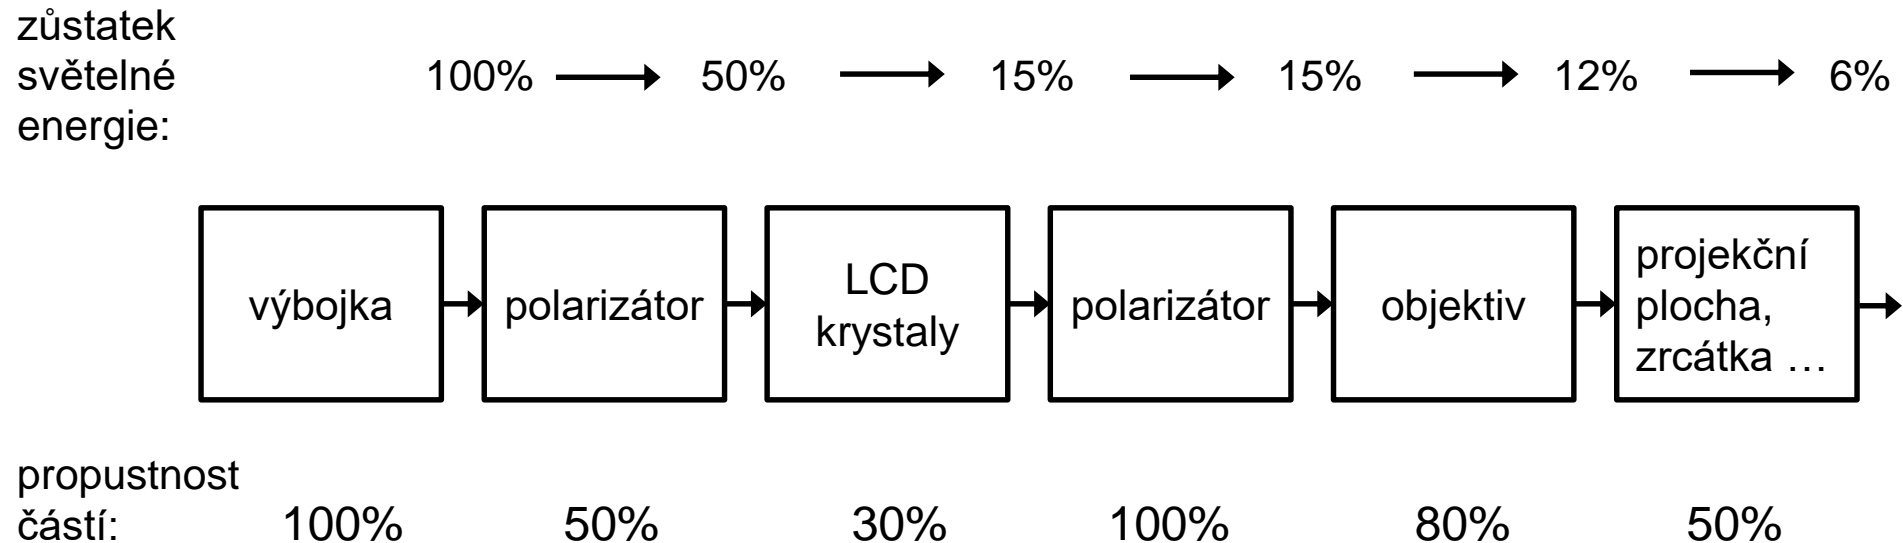 zůstatek
světelné
energie:
100% 50% 15% 15% 12% 6%
výbojka
polarizátor
LCD
krystaly
polarizátor
objektiv
projekční
plocha,
zrcátka …
propustnost
částí:
100% 50% 30% 100% 80% 50%